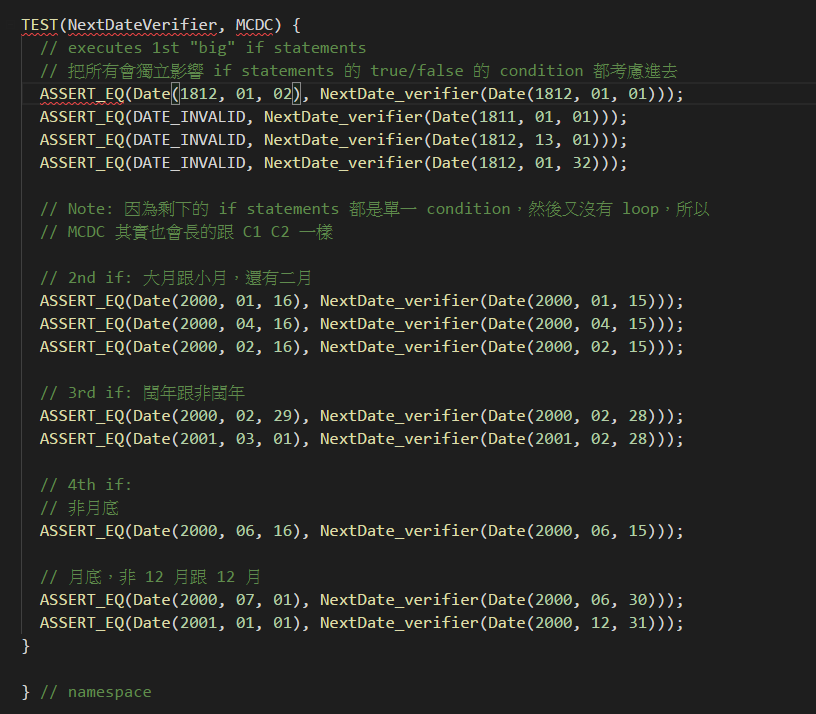 TEST(NextDateVerifier, MCDC) {
// executes 1st "big" if statements
// 把所有會獨立影響 if statements 的 true/false 的 condition 都考慮進去
ASSERT_EQ(Date(1812, 01, 02), NextDate_verifier(Date(1812, 01, 01)));
ASSERT_EQ(DATE_INVALID, NextDate_verifier(Date(1811, 01, 01)));
ASSERT_EQ(DATE_INVALID, NextDate_verifier(Date(1812, 13, 01)));
ASSERT_EQ(DATE_INVALID, NextDate_verifier(Date(1812, 01, 32)));
// Note: 因為剩下的 if statements 都是單一 condition，然後又沒有 loop，所以
// MCDC 其實也會長的跟 C1 C2 一樣
// 2nd if: 大月跟小月，還有二月
ASSERT_EQ(Date(2000, 01, 16), NextDate_verifier(Date(2000, 01, 15)));
ASSERT_EQ(Date(2000, 04, 16), NextDate_verifier(Date(2000, 04, 15)));
ASSERT_EQ(Date(2000, 02, 16), NextDate_verifier(Date(2000, 02, 15)));
// 3rd if: 閏年跟非閏年
ASSERT_EQ(Date(2000, 02, 29), NextDate_verifier(Date(2000, 02, 28)));
ASSERT_EQ(Date(2001, 03, 01), NextDate_verifier(Date(2001, 02, 28)));
// 4th if:
// 非月底
ASSERT_EQ(Date(2000, 06, 16), NextDate_verifier(Date(2000, 06, 15)));
// 月底，非 12 月跟 12 月
ASSERT_EQ(Date(2000, 07, 01), NextDate_verifier(Date(2000, 06, 30)));
ASSERT_EQ(Date(2001, 01, 01), NextDate_verifier(Date(2000, 12, 31)));
}
} // namespace